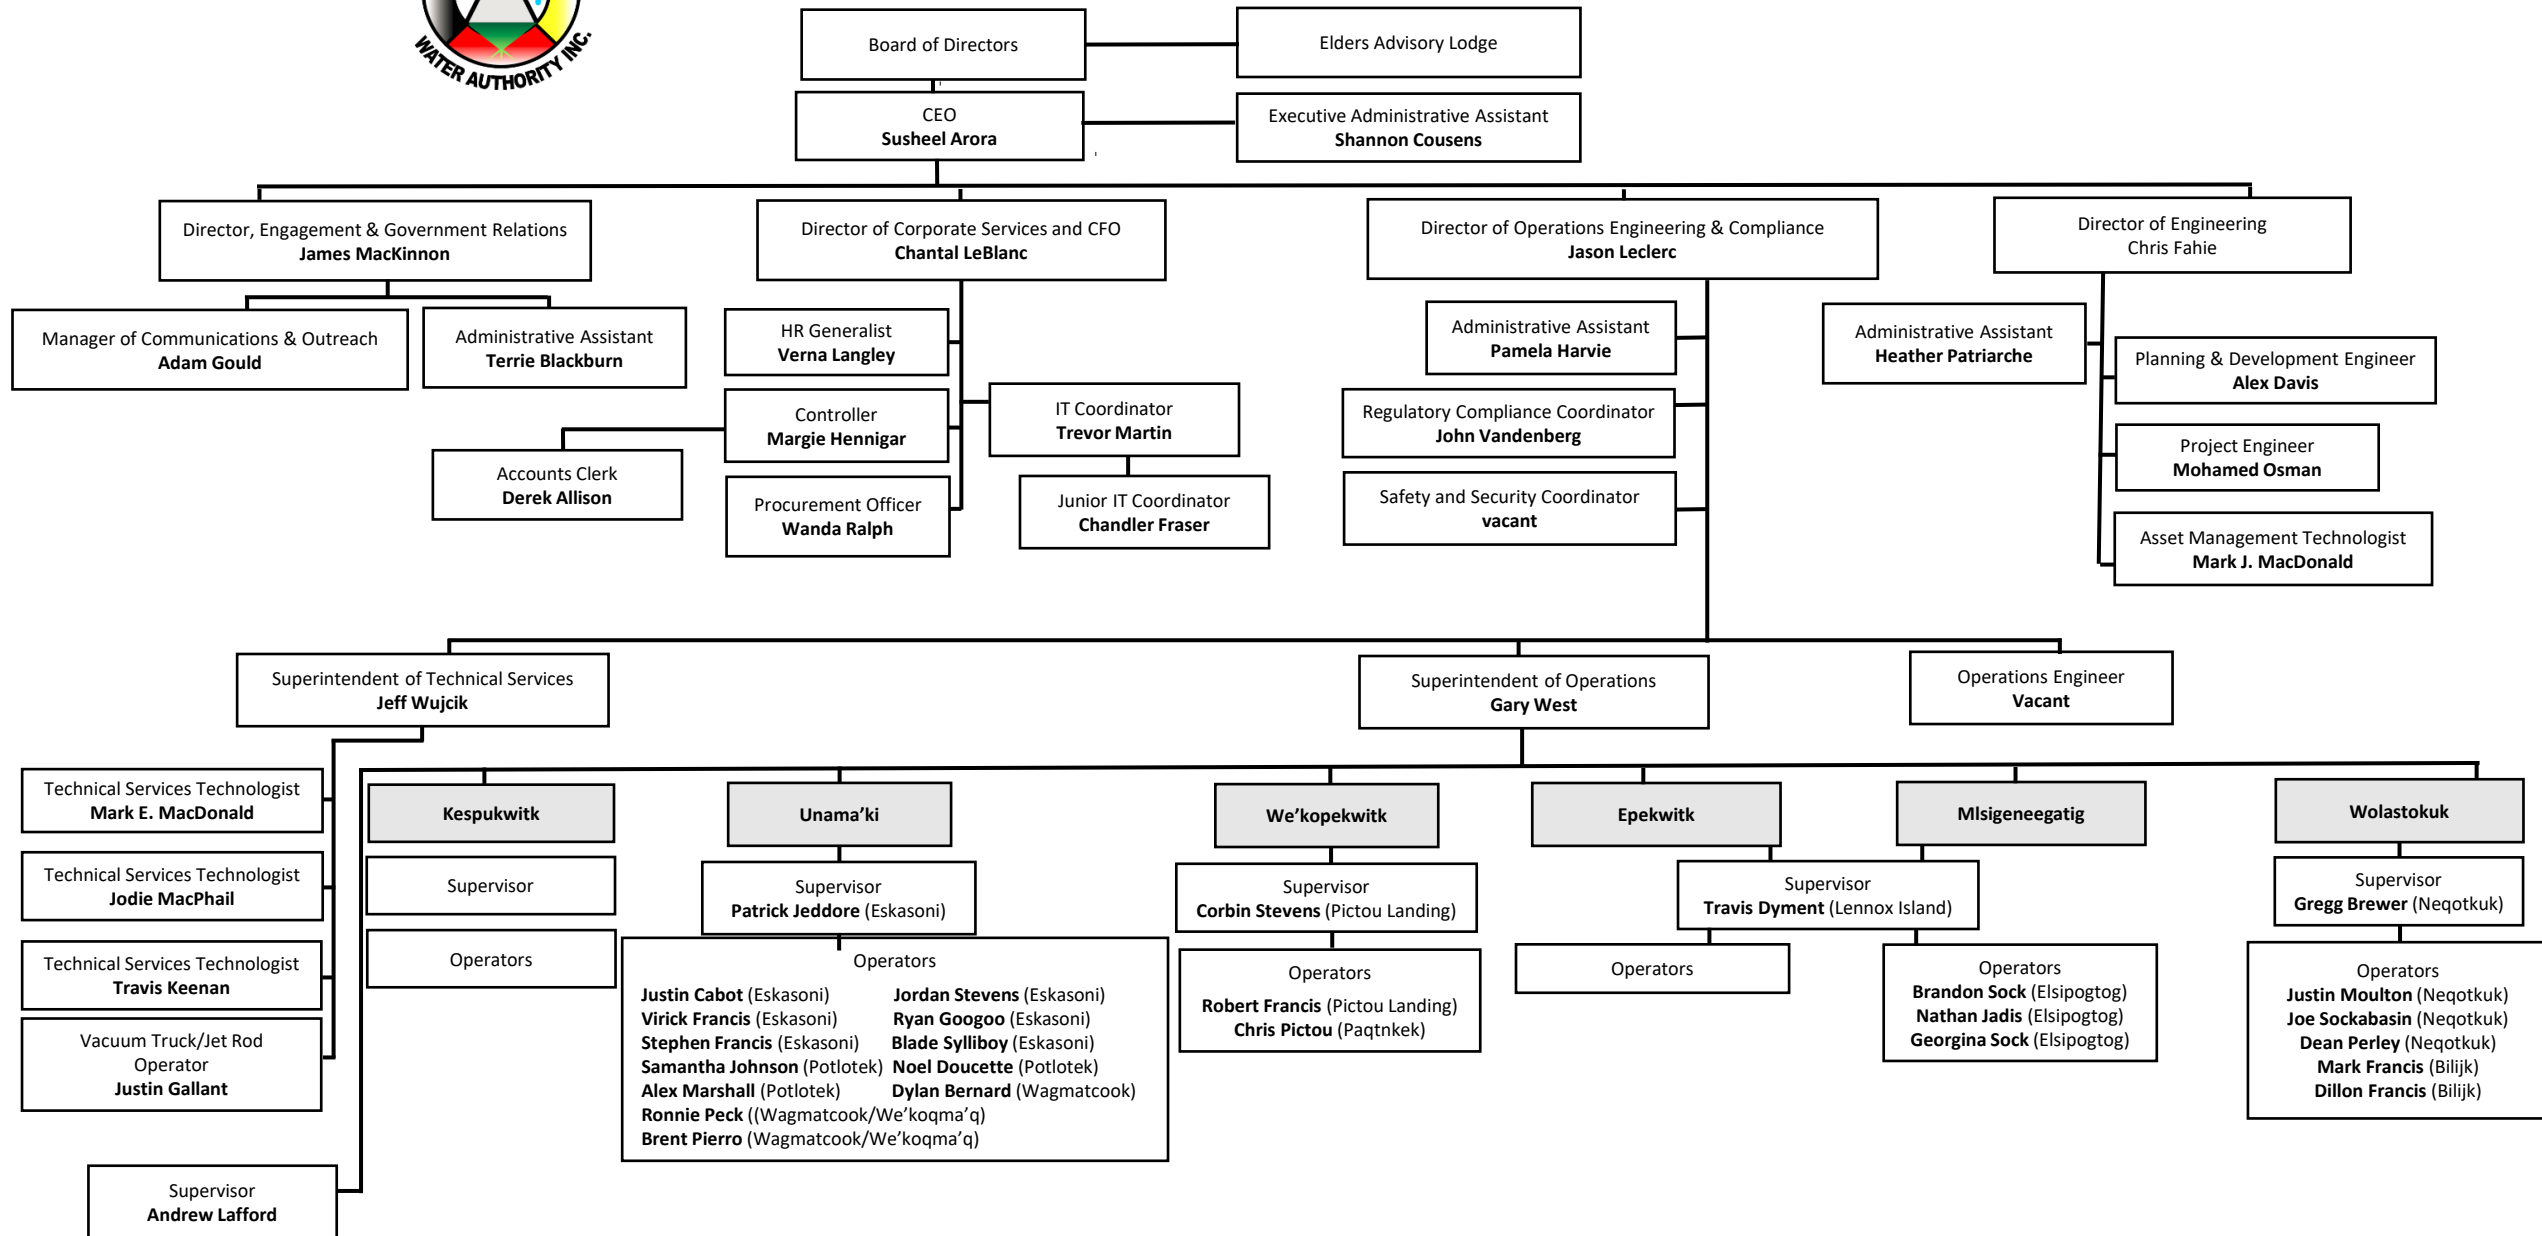 WATER AUTHORITY INC.
Board of Directors
Elders Advisory Lodge
CEO
Susheel Arora
Executive Administrative Assistant
Shannon Cousens
Director, Engagement & Government Relations
James MacKinnon
Director of Corporate Services and CFO
Chantal LeBlanc
Director of Operations Engineering & Compliance
Jason Leclerc
Director of Engineering
Chris Fahie
Manager of Communications & Outreach
Adam Gould
Administrative Assistant
Terrie Blackburn
HR Generalist
Verna Langley
Controller
Margie Hennigar
Accounts Clerk
Derek Allison
Procurement Officer
Wanda Ralph
IT Coordinator
Trevor Martin
Junior IT Coordinator
Chandler Fraser
Administrative Assistant
Pamela Harvie
Regulatory Compliance Coordinator
John Vandenberg
Safety and Security Coordinator
vacant
Administrative Assistant
Heather Patriarche
Planning & Development Engineer
Alex Davis
Project Engineer
Mohamed Osman
Asset Management Technologist
Mark J. MacDonald
Superintendent of Technical Services
Jeff Wujcik
Superintendent of Operations
Gary West
Operations Engineer
Vacant
Technical Services Technologist
Mark E. MacDonald
Technical Services Technologist
Jodie MacPhail
Technical Services Technologist
Travis Keenan
Vacuum Truck/Jet Rod
Operator
Justin Gallant
Supervisor
Andrew Lafford
Kespukwitk
Supervisor
Operators
Unama’ki
Supervisor
Patrick Jeddore (Eskasoni)
Operators
Justin Cabot (Eskasoni) Jordan Stevens (Eskasoni)
Virick Francis (Eskasoni) Ryan Googoo (Eskasoni)
Stephen Francis (Eskasoni) Blade Sylliboy (Eskasoni)
Samantha Johnson (Potlotek) Noel Doucette (Potlotek)
Alex Marshall (Potlotek) Dylan Bernard (Wagmatcook)
Ronnie Peck ((Wagmatcook/We’koqma’q)
Brent Pierro (Wagmatcook/We’koqma’q)
We’kopekwitk
Supervisor
Corbin Stevens (Pictou Landing)
Operators
Robert Francis (Pictou Landing)
Chris Pictou (Paqtnkek)
Epekwitk
MIsigeneegatig
Supervisor
Travis Dyment (Lennox Island)
Operators
Operators
Brandon Sock (Elsipogtog)
Nathan Jadis (Elsipogtog)
Georgina Sock (Elsipogtog)
Wolastokuk
Supervisor
Gregg Brewer (Neqotkuk)
Operators
Justin Moulton (Neqotkuk)
Joe Sockabasin (Neqotkuk)
Dean Perley (Neqotkuk)
Mark Francis (Bilijk)
Dillon Francis (Bilijk)